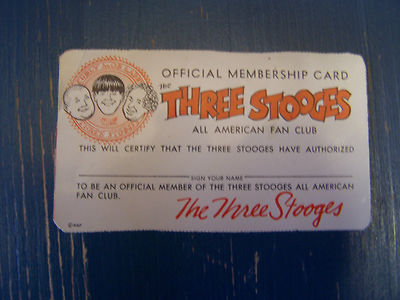 OFFICIAL MEMBERSHIP CARD
THE
THREE STOOGES
ALL AMERICAN FAN CLUB
THIS WILL CERTIFY THAT THE THREE STOOGES HAVE AUTHORIZED
SIGN YOUR NAME
TO BE AN OFFICIAL MEMBER OF THE THREE STOOGES ALL AMERICAN
FAN CLUB.
The Three Stooges